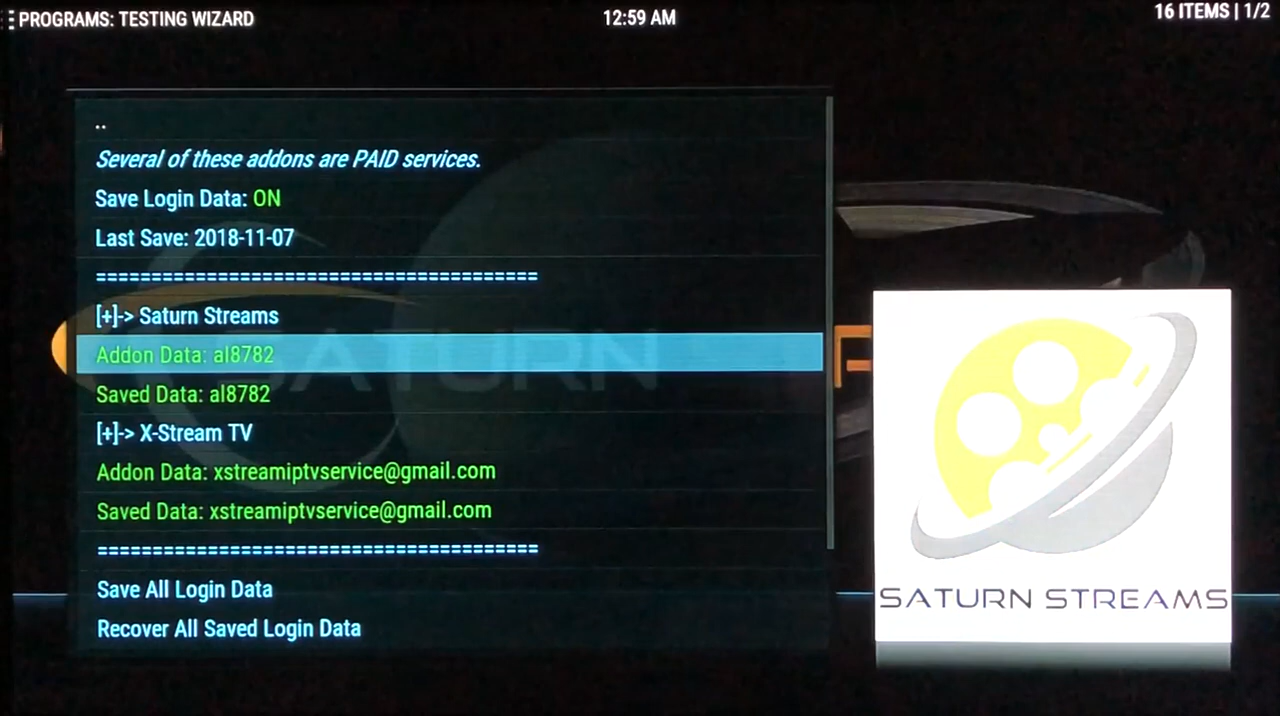 PROGRAMS: TESTING WIZARD
12:59 AM
16 ITEMS | 1/2
..
Several of these addons are PAID services.
Save Login Data: ON
Last Save: 2018-11-07
========================================
[+]-> Saturn Streams
Addon Data: al8782
Saved Data: al8782
[+]-> X-Stream TV
Addon Data: xstreamiptvservice@gmail.com
Saved Data: xstreamiptvservice@gmail.com
========================================
Save All Login Data
Recover All Saved Login Data
SATURN
SATURN STREAMS